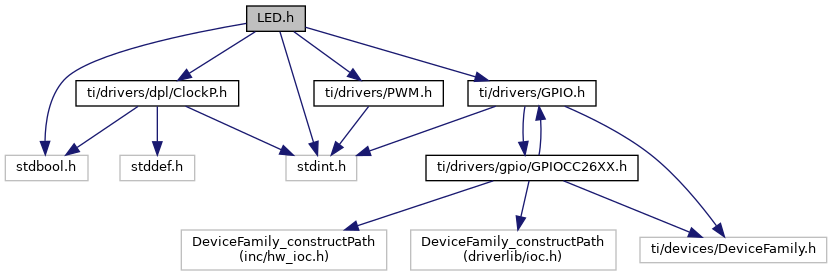 LED.h
ti/drivers/dpl/ClockP.h
ti/drivers/PWM.h
ti/drivers/GPIO.h
stdbool.h
stddef.h
stdint.h
ti/drivers/gpio/GPIOCC26XX.h
DeviceFamily_constructPath
(inc/hw_ioc.h)
DeviceFamily_constructPath
(driverlib/ioc.h)
ti/devices/DeviceFamily.h